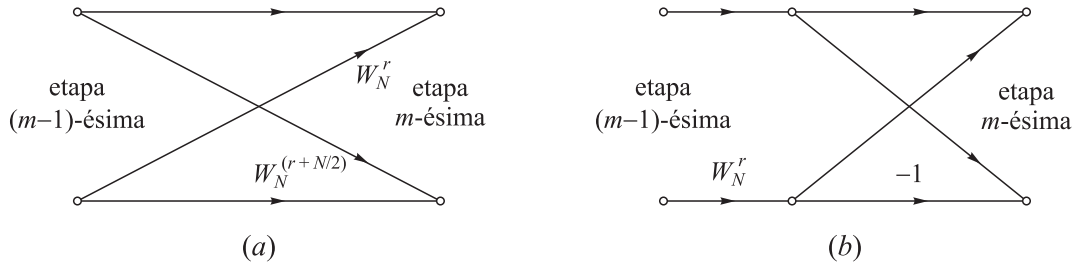 etapa
(m–1)-ésima
W_N^r
etapa
m-ésima
W_N^(r + N/2)
(a)
etapa
(m–1)-ésima
etapa
m-ésima
W_N^r
–1
(b)